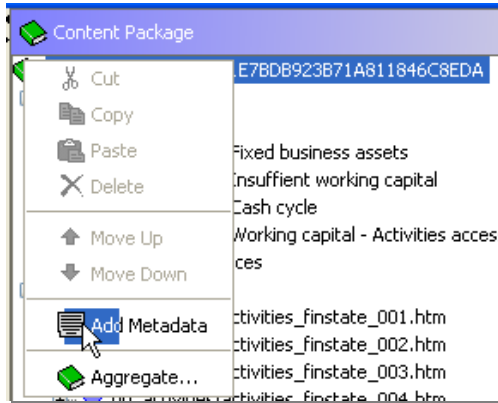 Content Package
.E7BDB923B71A811846C8EDA
Cut
Copy
Paste
Fixed business assets
Delete
Insuffient working capital
Cash cycle
Move Up
Working capital - Activities acces
Move Down
ces
Add Metadata
ctivities_finstate_001.htm
ctivities_finstate_002.htm
Aggregate...
ctivities_finstate_003.htm
activities_finstate_004.htm